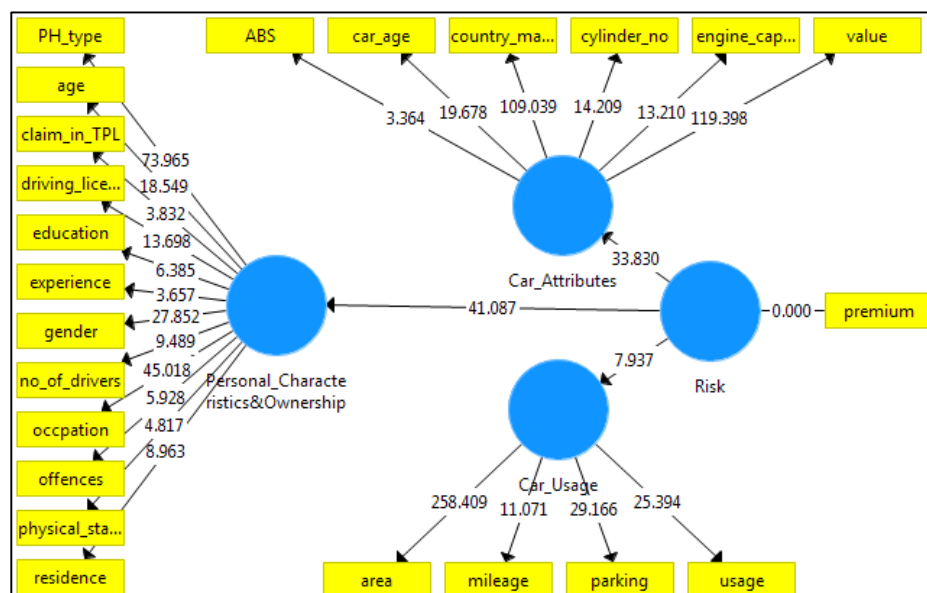 PH_type
age
claim_in_TPL
driving_lice...
education
experience
gender
no_of_drivers
occpation
offences
physical_sta...
residence
73.965
18.549
3.832
13.698
6.385
3.657
27.852
9.489
45.018
5.928
4.817
8.963
Personal_Characte
ristics&Ownership
ABS
car_age
country_ma...
cylinder_no
engine_cap...
value
3.364
19.678
109.039
14.209
13.210
119.398
Car_Attributes
33.830
41.087
7.937
0.000
premium
Risk
Car_Usage
258.409
11.071
29.166
25.394
area
mileage
parking
usage